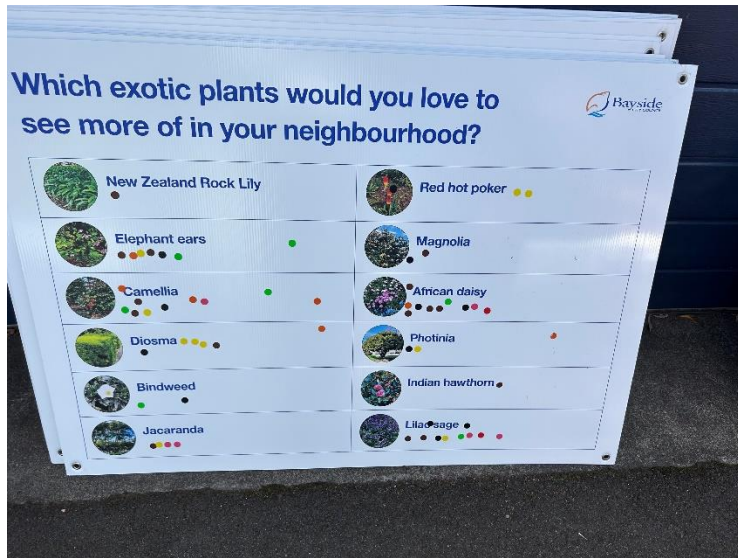 Which exotic plants would you love to
see more of in your neighbourhood?
Bayside
New Zealand Rock Lily
Red hot poker
Elephant ears
Magnolia
Camellia
African daisy
Diosma
Photinia
Bindweed
Indian hawthorn
Jacaranda
Lilac sage